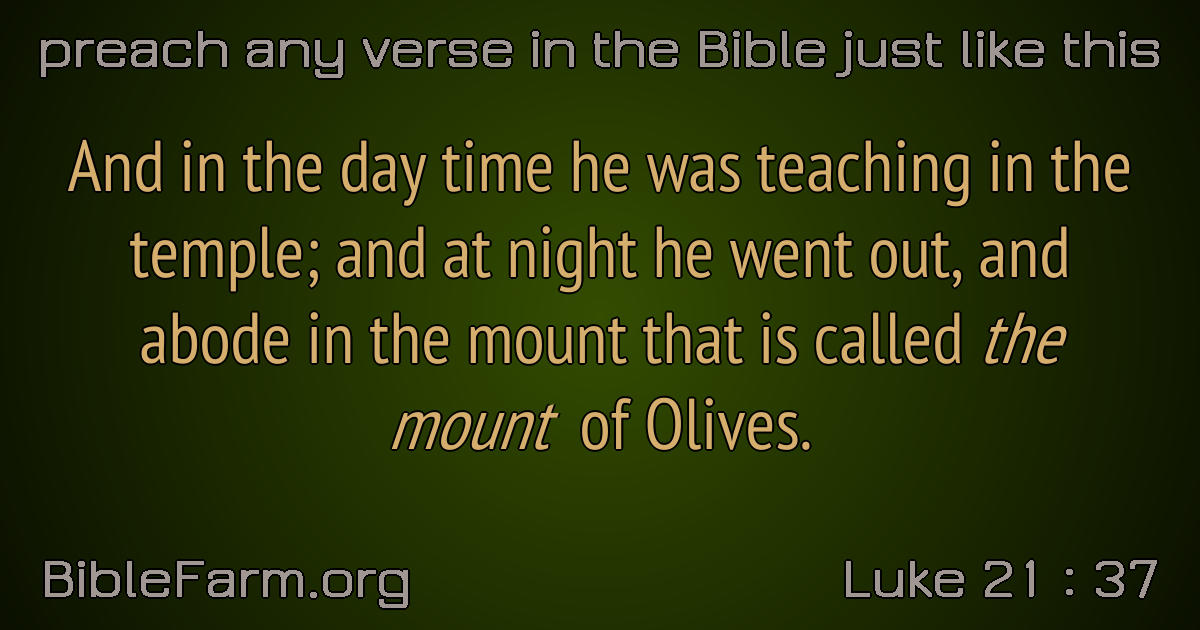 preach any verse in the Bible just like this
And in the day time he was teaching in the
temple; and at night he went out, and
abode in the mount that is called the
mount of Olives.
BibleFarm.org
Luke 21 : 37